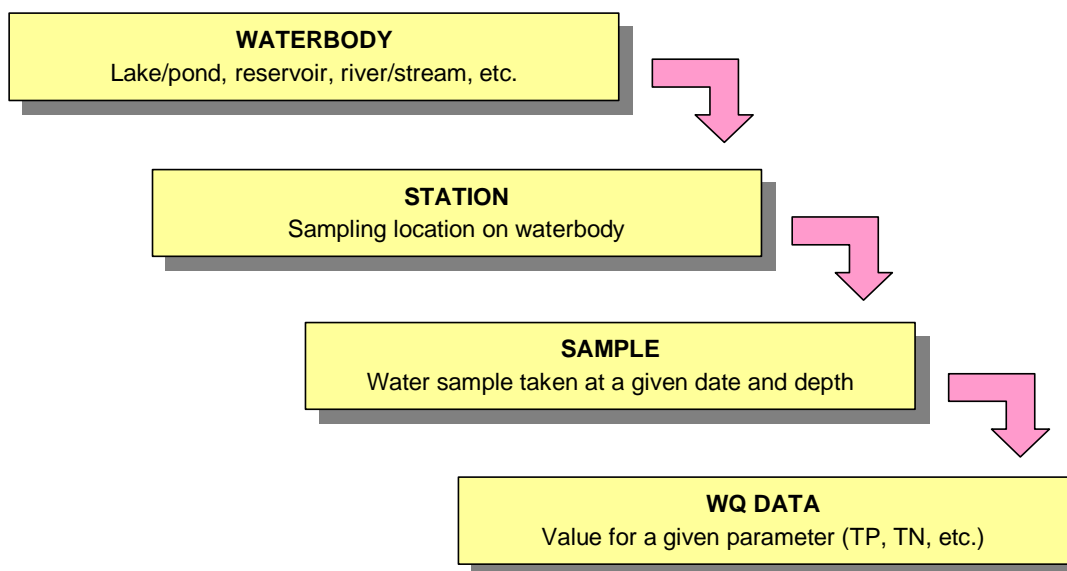 WATERBODY
Lake/pond, reservoir, river/stream, etc.
STATION
Sampling location on waterbody
SAMPLE
Water sample taken at a given date and depth
WQ DATA
Value for a given parameter (TP, TN, etc.)